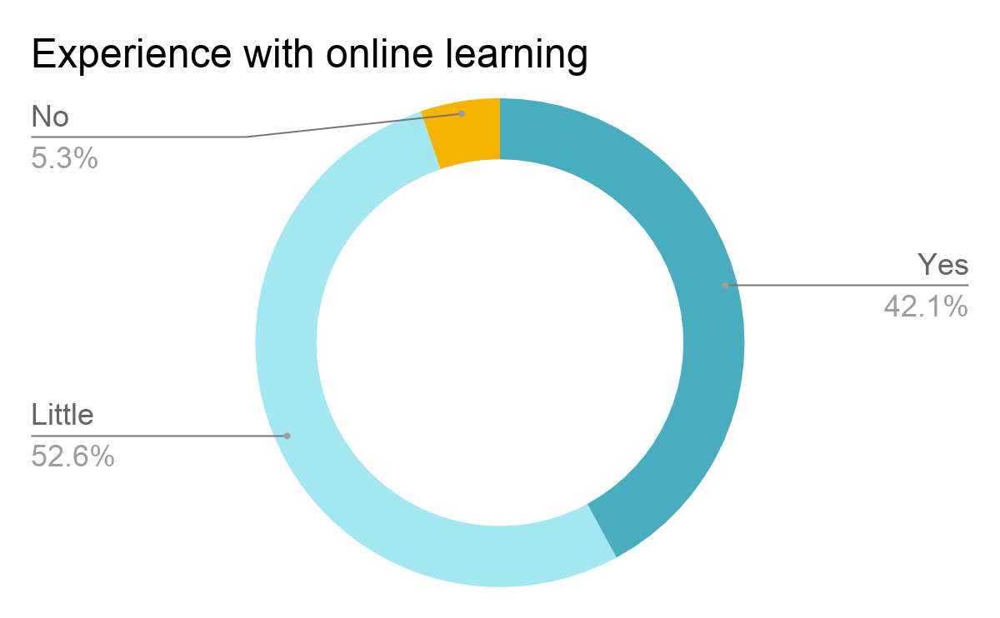 Experience with online learning
No
5.3%
Yes
42.1%
Little
52.6%